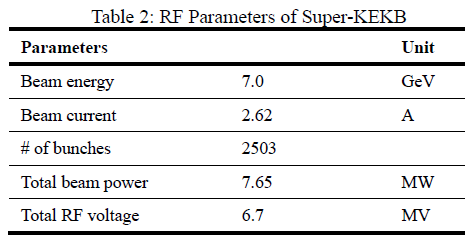 Table 2: RF Parameters of Super-KEKB
Parameters Unit
Beam energy 7.0 GeV
Beam current 2.62 A
# of bunches 2503
Total beam power 7.65 MW
Total RF voltage 6.7 MV